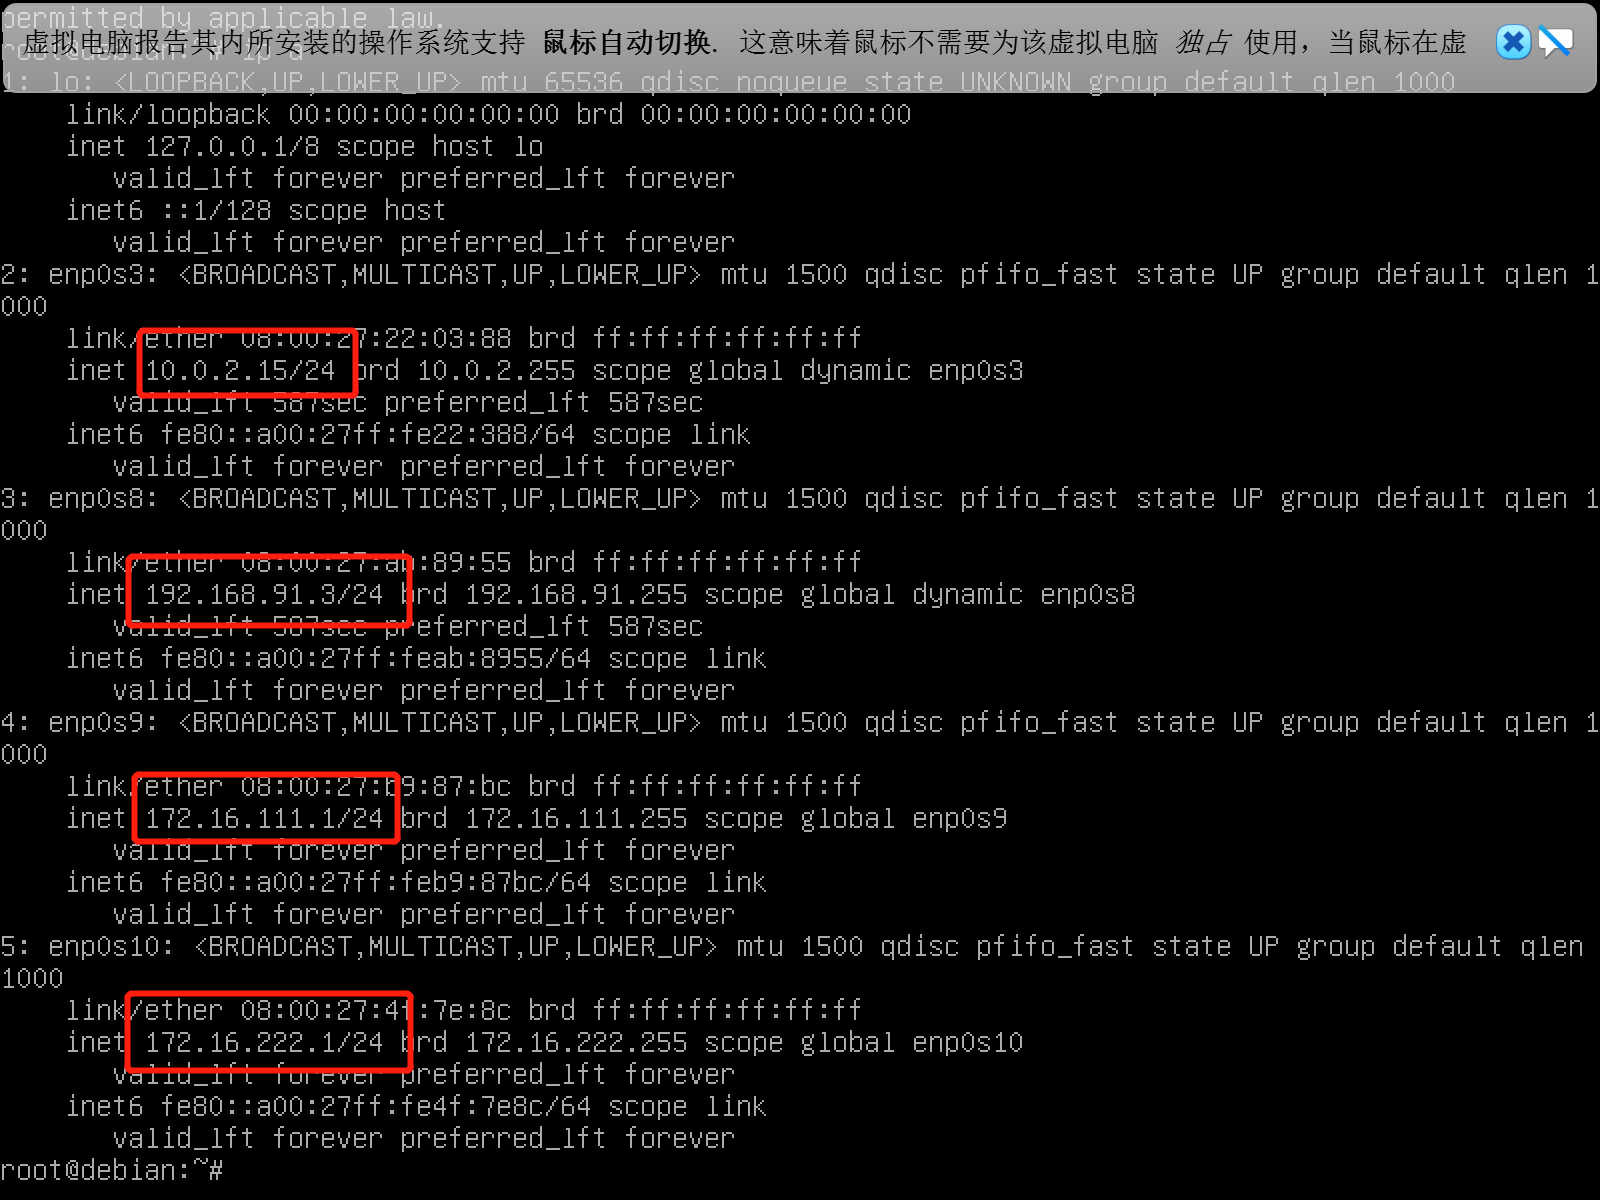 permitted by applicable law.
虚拟电脑报告其内所安装的操作系统支持 鼠标自动切换. 这意味着鼠标不需要为该虚拟电脑 独占 使用，当鼠标在虚
root@debian:~# ip a
1: lo: <LOOPBACK,UP,LOWER_UP> mtu 65536 qdisc noqueue state UNKNOWN group default qlen 1000
link/loopback 00:00:00:00:00:00 brd 00:00:00:00:00:00
inet 127.0.0.1/8 scope host lo
valid_lft forever preferred_lft forever
inet6 ::1/128 scope host
valid_lft forever preferred_lft forever
2: enp0s3: <BROADCAST,MULTICAST,UP,LOWER_UP> mtu 1500 qdisc pfifo_fast state UP group default qlen 1
000
link/ether 08:00:27:22:03:88 brd ff:ff:ff:ff:ff:ff
inet 10.0.2.15/24 brd 10.0.2.255 scope global dynamic enp0s3
valid_lft 587sec preferred_lft 587sec
inet6 fe80::a00:27ff:fe22:388/64 scope link
valid_lft forever preferred_lft forever
3: enp0s8: <BROADCAST,MULTICAST,UP,LOWER_UP> mtu 1500 qdisc pfifo_fast state UP group default qlen 1
000
link/ether 08:00:27:ab:89:55 brd ff:ff:ff:ff:ff:ff
inet 192.168.91.3/24 brd 192.168.91.255 scope global dynamic enp0s8
valid_lft 587sec preferred_lft 587sec
inet6 fe80::a00:27ff:feab:8955/64 scope link
valid_lft forever preferred_lft forever
4: enp0s9: <BROADCAST,MULTICAST,UP,LOWER_UP> mtu 1500 qdisc pfifo_fast state UP group default qlen 1
000
link/ether 08:00:27:b9:87:bc brd ff:ff:ff:ff:ff:ff
inet 172.16.111.1/24 brd 172.16.111.255 scope global enp0s9
valid_lft forever preferred_lft forever
inet6 fe80::a00:27ff:feb9:87bc/64 scope link
valid_lft forever preferred_lft forever
5: enp0s10: <BROADCAST,MULTICAST,UP,LOWER_UP> mtu 1500 qdisc pfifo_fast state UP group default qlen
1000
link/ether 08:00:27:4f:7e:8c brd ff:ff:ff:ff:ff:ff
inet 172.16.222.1/24 brd 172.16.222.255 scope global enp0s10
valid_lft forever preferred_lft forever
inet6 fe80::a00:27ff:fe4f:7e8c/64 scope link
valid_lft forever preferred_lft forever
root@debian:~#